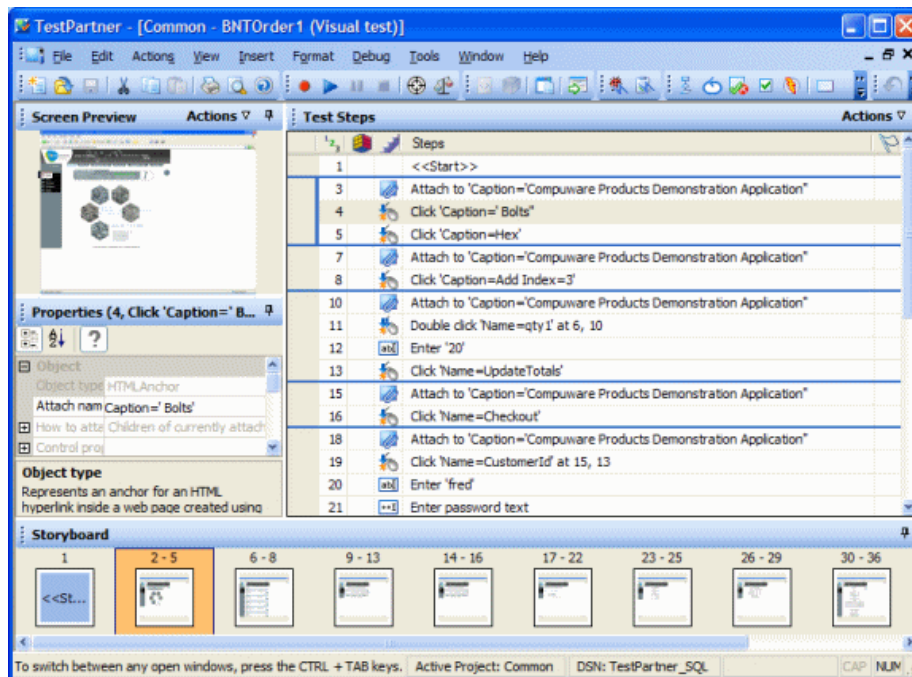 TestPartner - [Common - BNTOrder1 (Visual test)]
File Edit Actions View Insert Format Debug Tools Window Help
Screen Preview Actions
Test Steps Actions
Steps
1 <<Start>>
3 Attach to 'Caption='Compuware Products Demonstration Application''
4 Click 'Caption=' Bolts''
5 Click 'Caption=Hex'
7 Attach to 'Caption='Compuware Products Demonstration Application''
8 Click 'Caption=Add Index=3'
10 Attach to 'Caption='Compuware Products Demonstration Application''
11 Double click 'Name=qty1' at 6, 10
12 Enter '20'
13 Click 'Name=UpdateTotals'
15 Attach to 'Caption='Compuware Products Demonstration Application''
16 Click 'Name=Checkout'
18 Attach to 'Caption='Compuware Products Demonstration Application''
19 Click 'Name=CustomerId' at 15, 13
20 Enter 'fred'
21 Enter password text
Properties (4, Click 'Caption=' B...
Object
Object type HTMLAnchor
Attach nam Caption=' Bolts'
How to atta Children of currently attach
Control prop
Object type
Represents an anchor for an HTML
hyperlink inside a web page created using
Storyboard
1 2 - 5 6 - 8 9 - 13 14 - 16 17 - 22 23 - 25 26 - 29 30 - 36
<<St...
To switch between any open windows, press the CTRL + TAB keys. Active Project: Common DSN: TestPartner_SQL CAP NUM